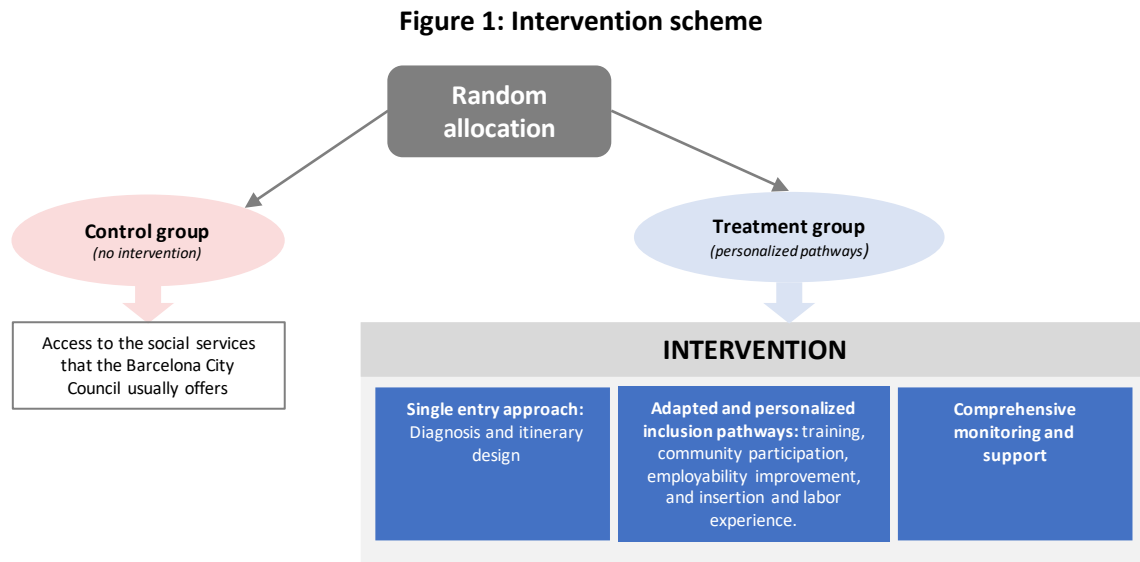 Figure 1: Intervention scheme
Random
allocation
Control group
(no intervention)
Treatment group
(personalized pathways)
Access to the social services
that the Barcelona City
Council usually offers
INTERVENTION
Single entry approach:
Diagnosis and itinerary
design
Adapted and personalized
inclusion pathways: training,
community participation,
employability improvement,
and insertion and labor
experience.
Comprehensive
monitoring and
support